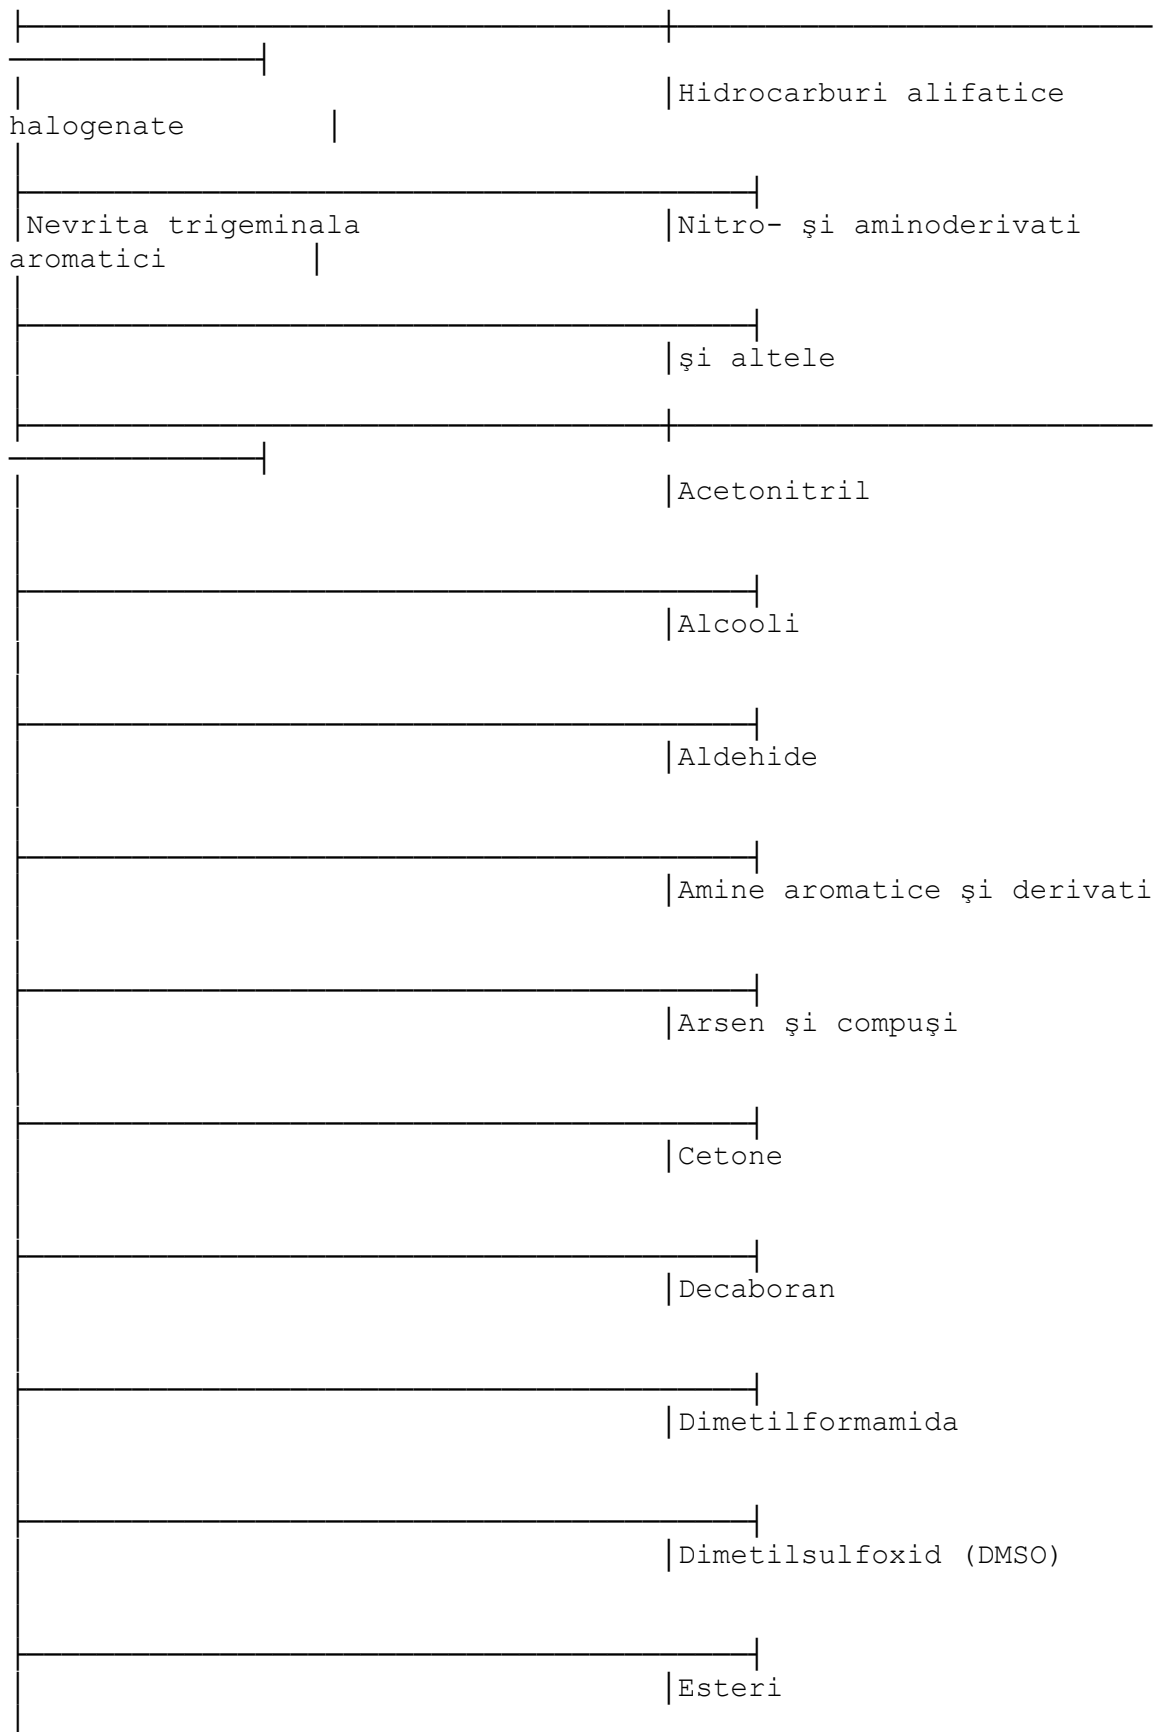 Hidrocarburi alifatice
halogenate
Nevrita trigeminala Nitro- şi aminoderivati
aromatici
şi altele
Acetonitril
Alcooli
Aldehide
Amine aromatice şi derivati
Arsen şi compuşi
Cetone
Decaboran
Dimetilformamida
Dimetilsulfoxid (DMSO)
Esteri